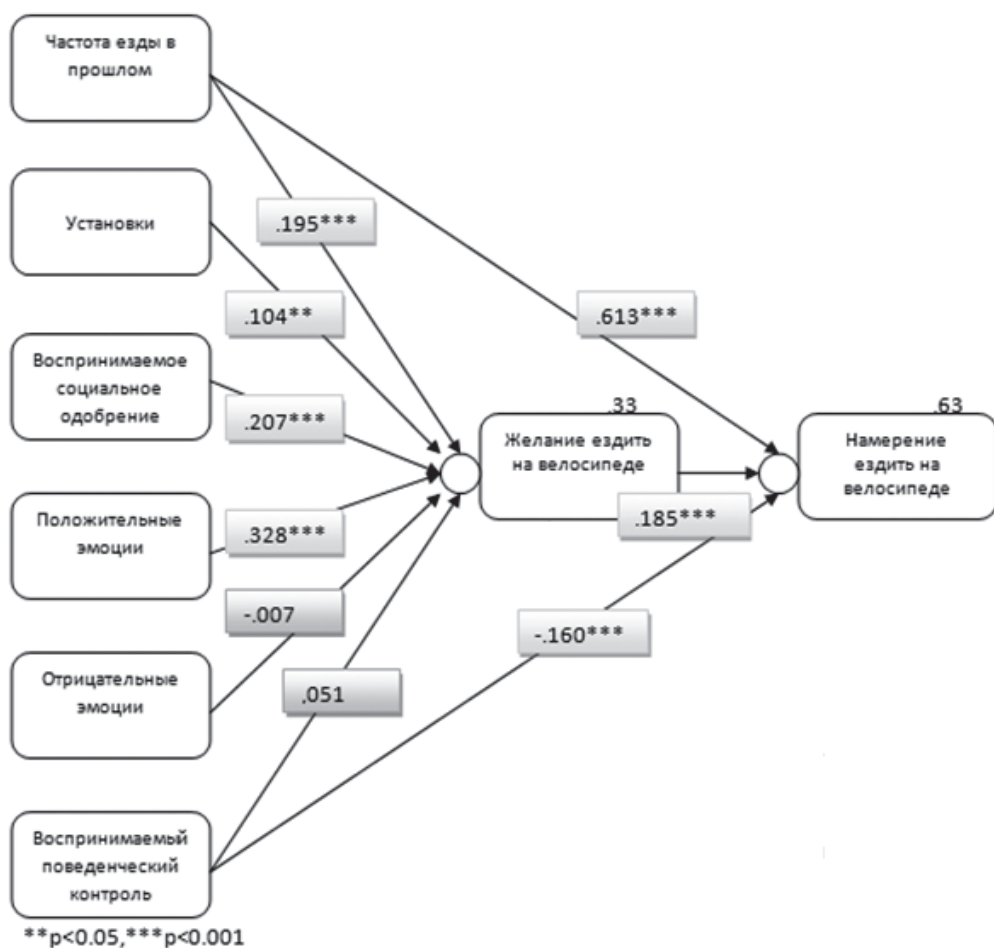 Частота езды в
прошлом
Установки
.195***
.104**
.613***
Воспринимаемое
социальное
одобрение
.207***
.33
Желание ездить
на велосипеде
.63
Намерение
ездить на
велосипеде
Положительные
эмоции
.328***
.185***
-.007
-.160***
Отрицательные
эмоции
,051
Воспринимаемый
поведенческий
контроль
**p<0.05,***p<0.001